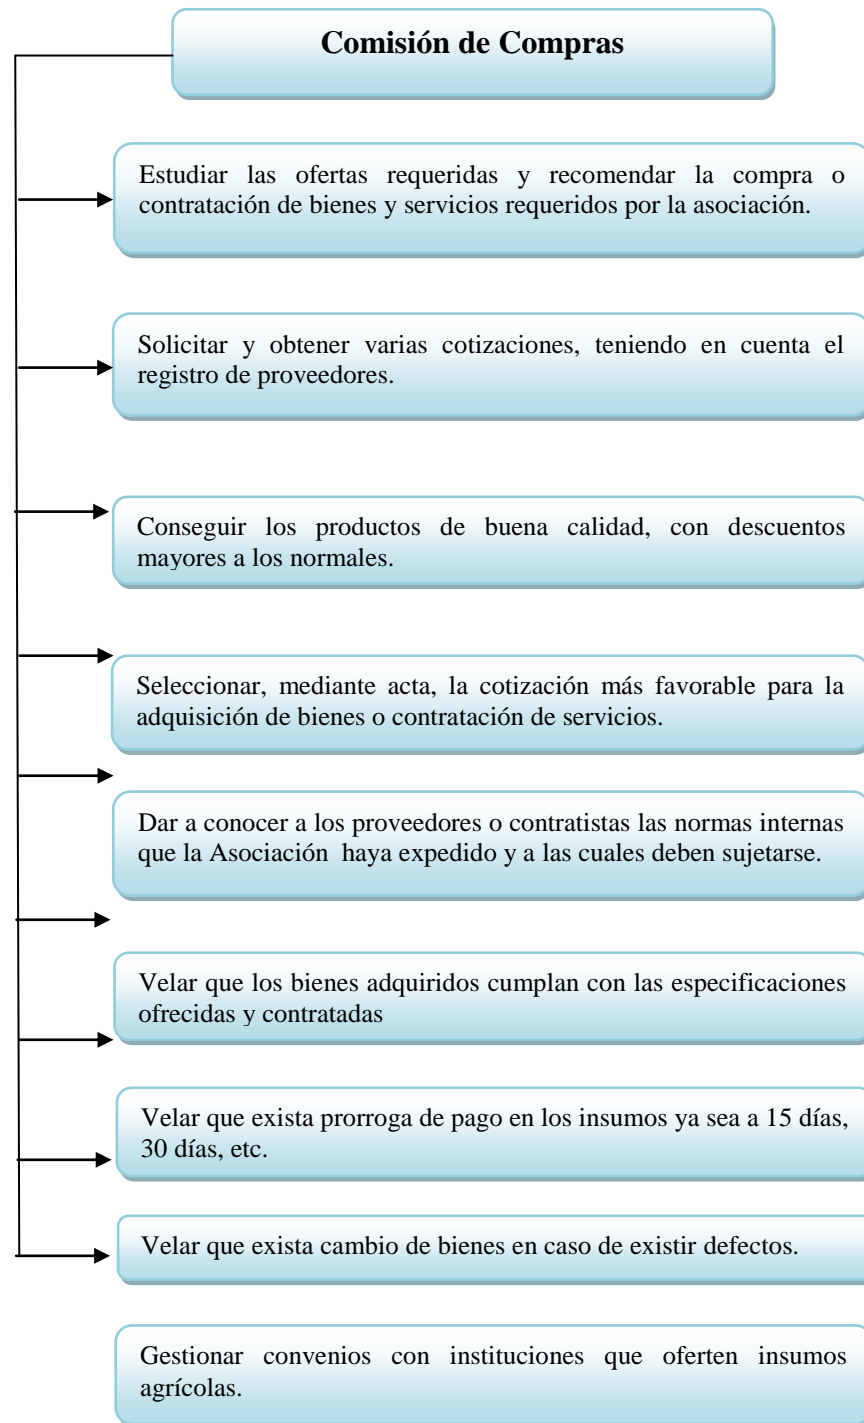 Comisión de Compras
Estudiar las ofertas requeridas y recomendar la compra o
contratación de bienes y servicios requeridos por la asociación.
Solicitar y obtener varias cotizaciones, teniendo en cuenta el
registro de proveedores.
Conseguir los productos de buena calidad, con descuentos
mayores a los normales.
Seleccionar, mediante acta, la cotización más favorable para la
adquisición de bienes o contratación de servicios.
Dar a conocer a los proveedores o contratistas las normas internas
que la Asociación haya expedido y a las cuales deben sujetarse.
Velar que los bienes adquiridos cumplan con las especificaciones
ofrecidas y contratadas
Velar que exista prorroga de pago en los insumos ya sea a 15 días,
30 días, etc.
Velar que exista cambio de bienes en caso de existir defectos.
Gestionar convenios con instituciones que oferten insumos
agrícolas.